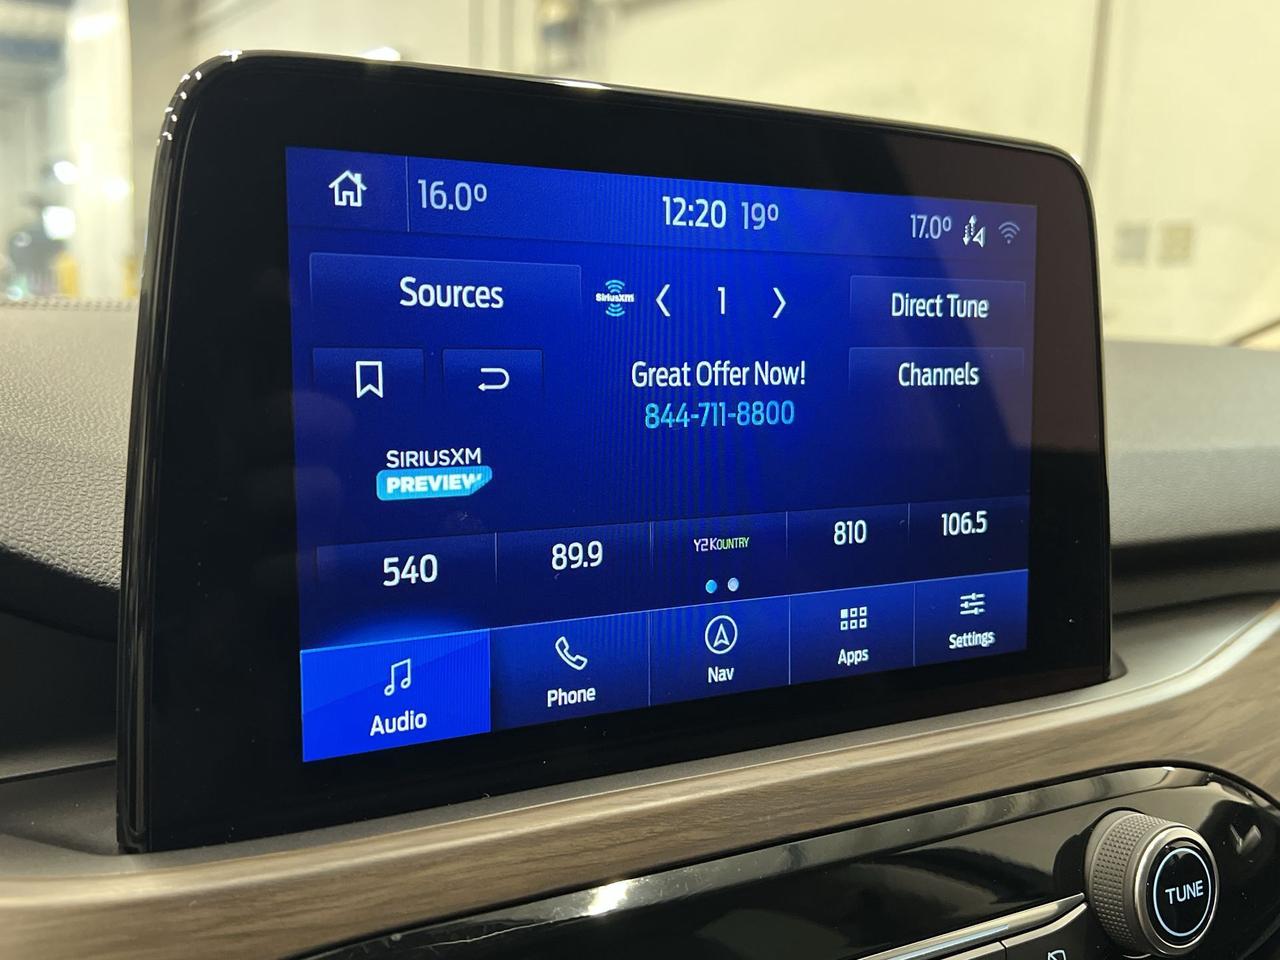 16.0°
12:20 19°
17.0°
Sources
SiriusXM
1
Direct Tune
Great Offer Now!
844-711-8800
Channels
SIRIUSXM
PREVIEW
540
89.9
Y2KOUNTRY
810
106.5
Audio
Phone
Nav
Apps
Settings
TUNE